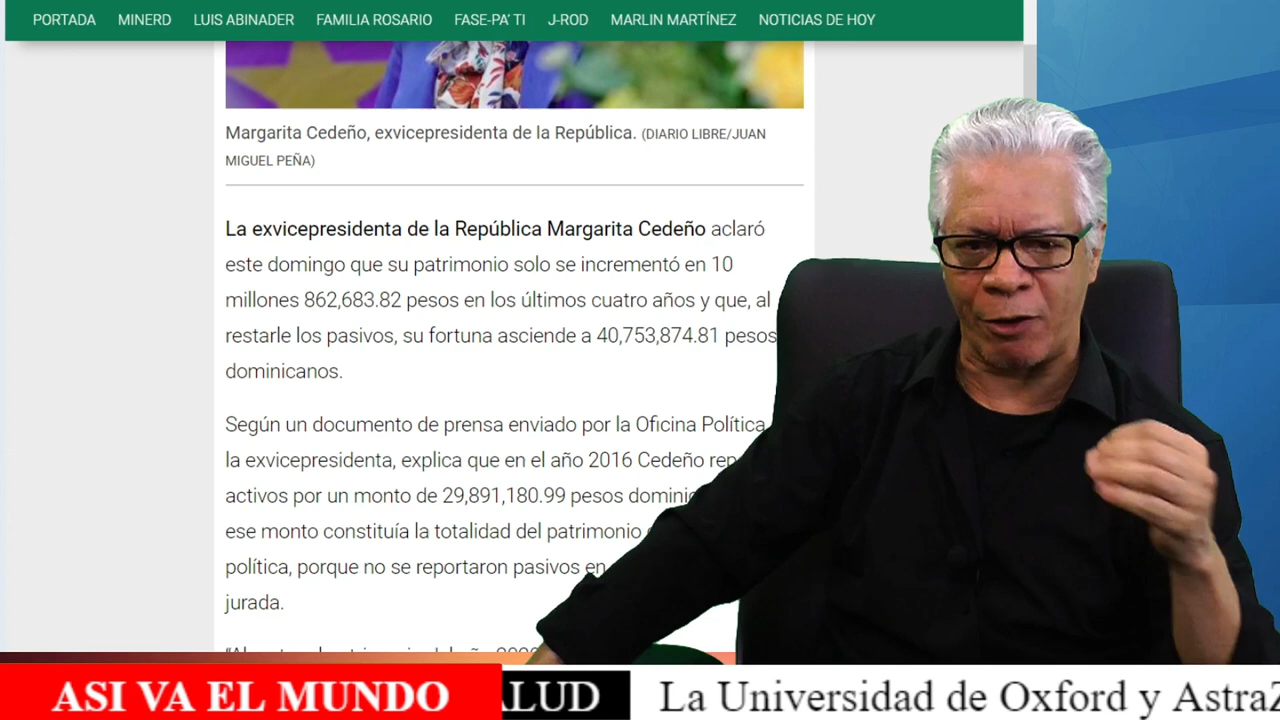 PORTADA MINERD LUIS ABINADER FAMILIA ROSARIO FASE-PA' TI J-ROD MARLIN MARTÍNEZ NOTICIAS DE HOY
Margarita Cedeño, exvicepresidenta de la República. (DIARIO LIBRE/JUAN
MIGUEL PEÑA)
La exvicepresidenta de la República Margarita Cedeño aclaró
este domingo que su patrimonio solo se incrementó en 10
millones 862,683.82 pesos en los últimos cuatro años y que, al
restarle los pasivos, su fortuna asciende a 40,753,874.81 pesos
dominicanos.
Según un documento de prensa enviado por la Oficina Política
la exvicepresidenta, explica que en el año 2016 Cedeño
activos por un monto de 29,891,180.99 pesos
ese monto constituía la totalidad del patrimonio
política, porque no se reportaron pasivos en
jurada.
ASI VA EL MUNDO
ALUD
La Universidad de Oxford y AstraZ